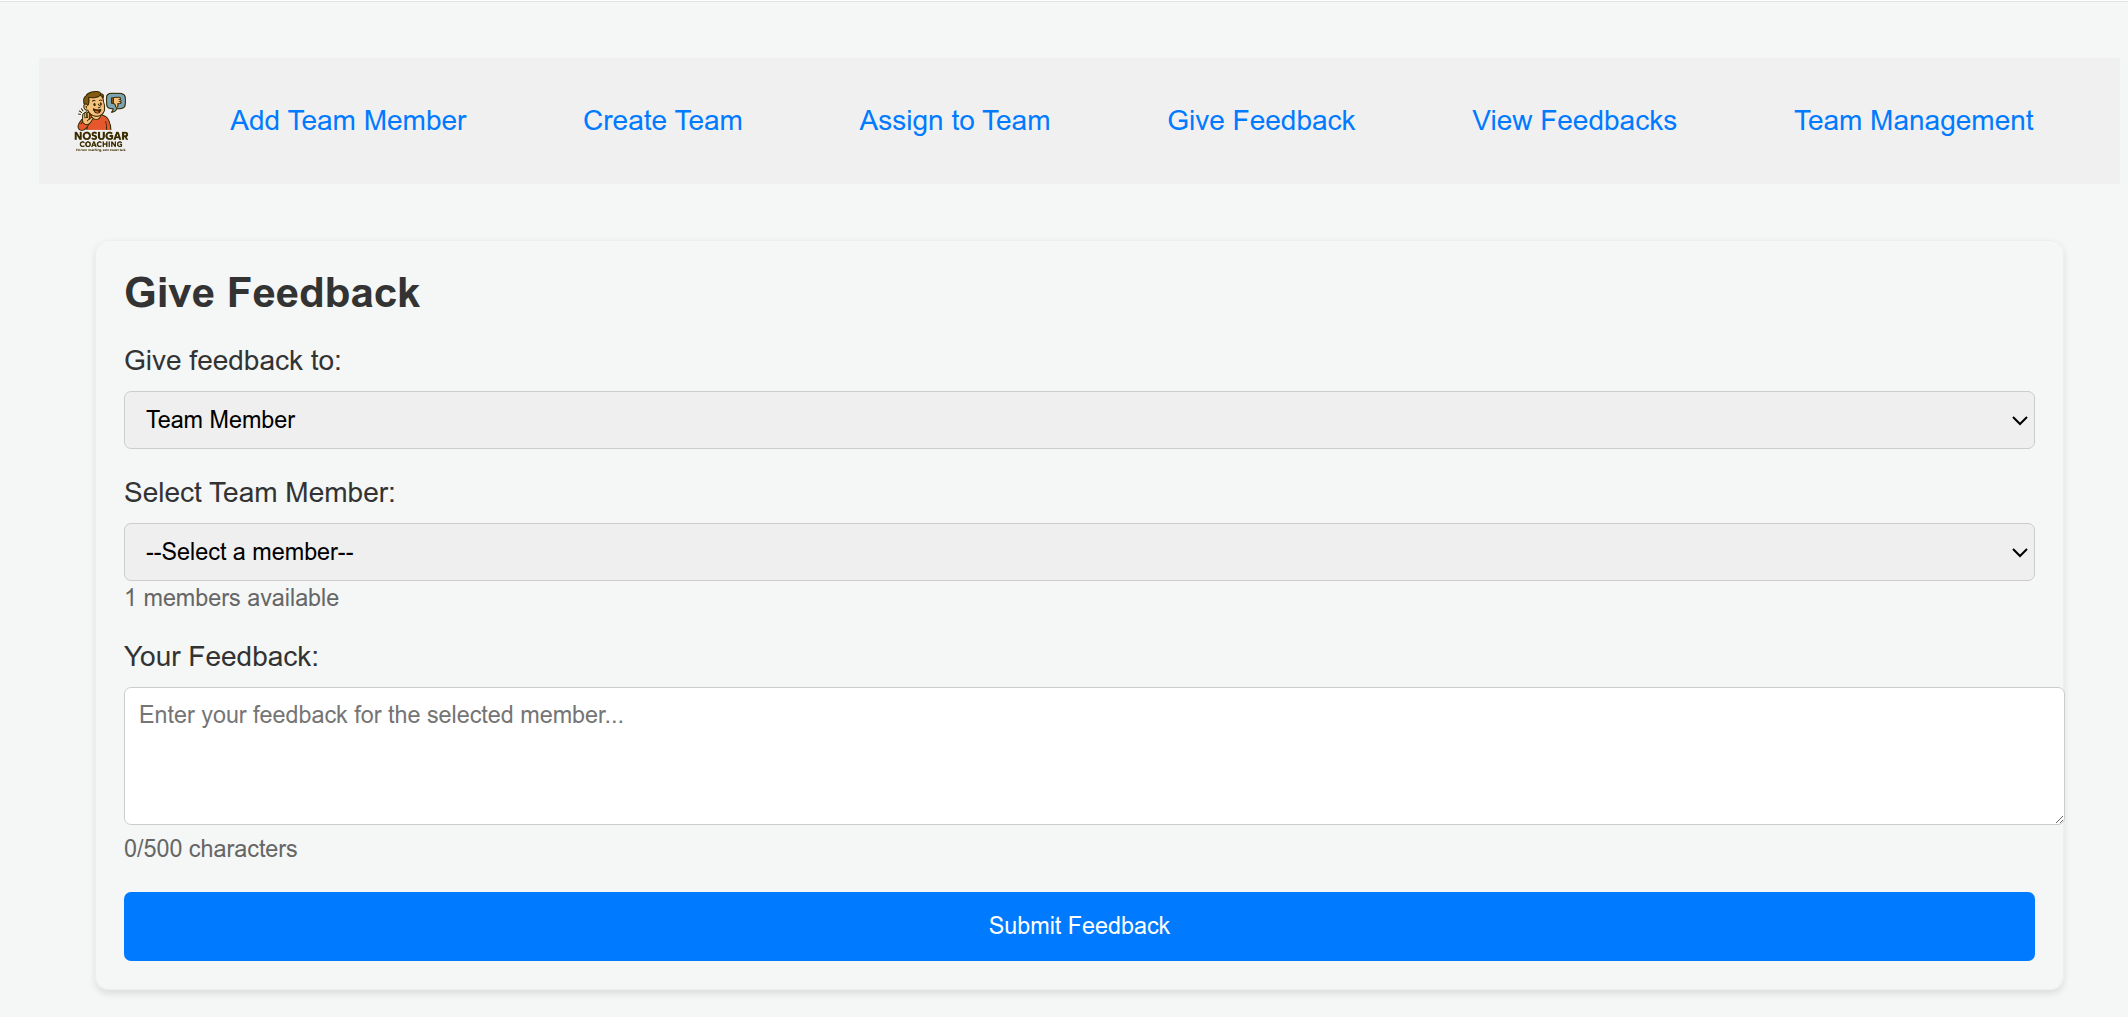 NOSUGAR
COACHING
Add Team Member
Create Team
Assign to Team
Give Feedback
View Feedbacks
Team Management
Give Feedback
Give feedback to:
Team Member
Select Team Member:
--Select a member--
1 members available
Your Feedback:
Enter your feedback for the selected member...
0/500 characters
Submit Feedback